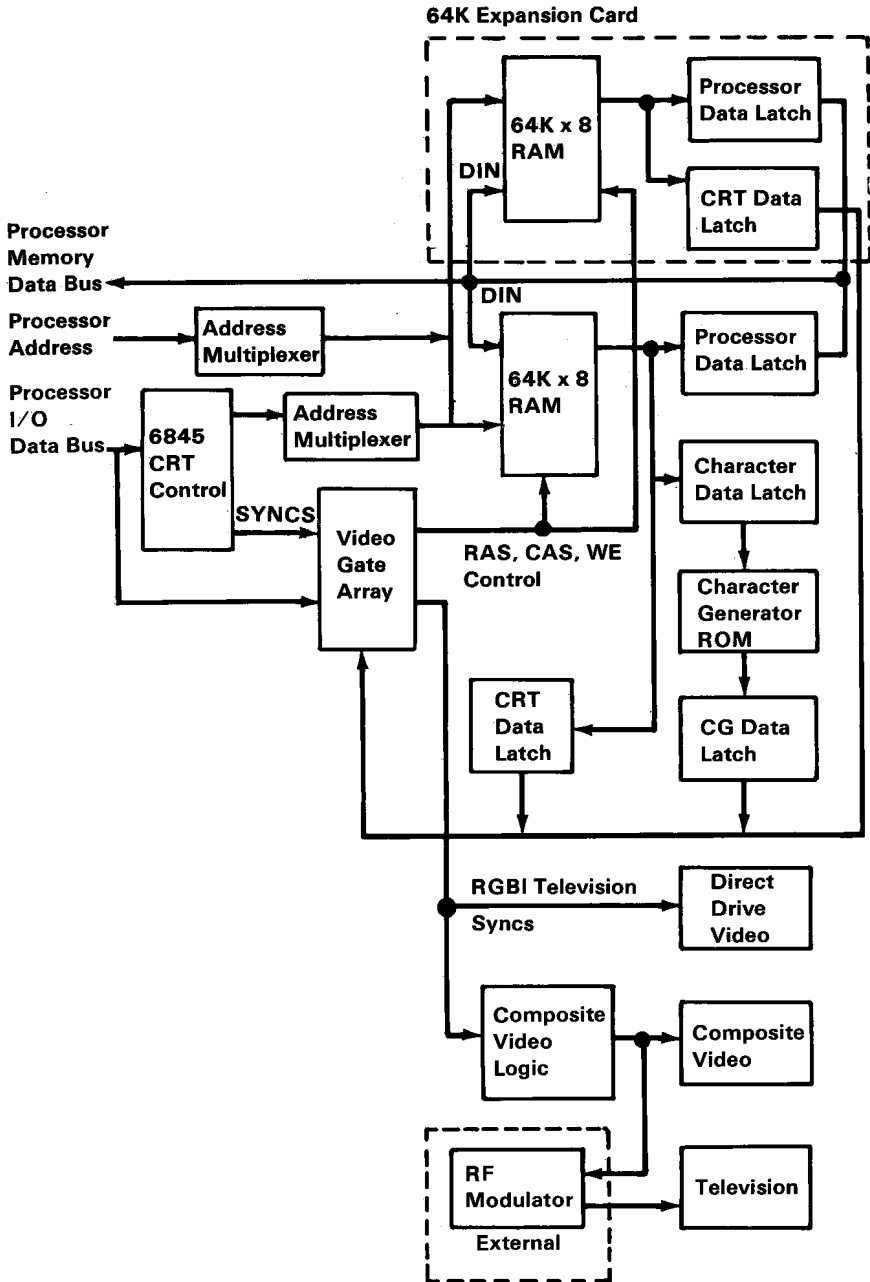 64K Expansion Card
64K x 8
RAM
Processor
Data Latch
DIN
CRT Data
Latch
Processor
Memory
Data Bus
DIN
Processor
Address
Address
Multiplexer
64K x 8
RAM
Processor
Data Latch
Processor
I/O
Data Bus
6845
CRT
Control
Address
Multiplexer
Character
Data Latch
SYNCS
Video
Gate
Array
RAS, CAS, WE
Control
Character
Generator
ROM
CRT
Data
Latch
CG Data
Latch
RGBI Television
Syncs
Direct
Drive
Video
Composite
Video
Logic
Composite
Video
RF
Modulator
External
Television